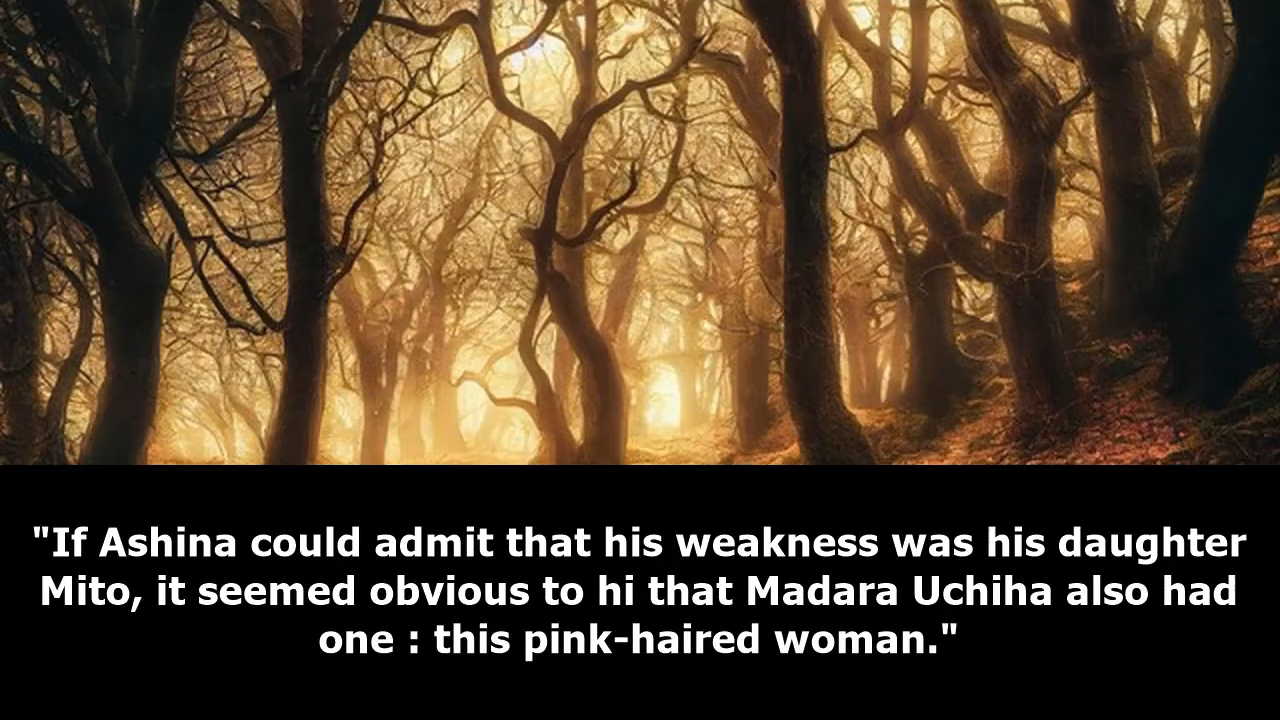 "If Ashina could admit that his weakness was his daughter
Mito, it seemed obvious to hi that Madara Uchiha also had
one : this pink-haired woman."